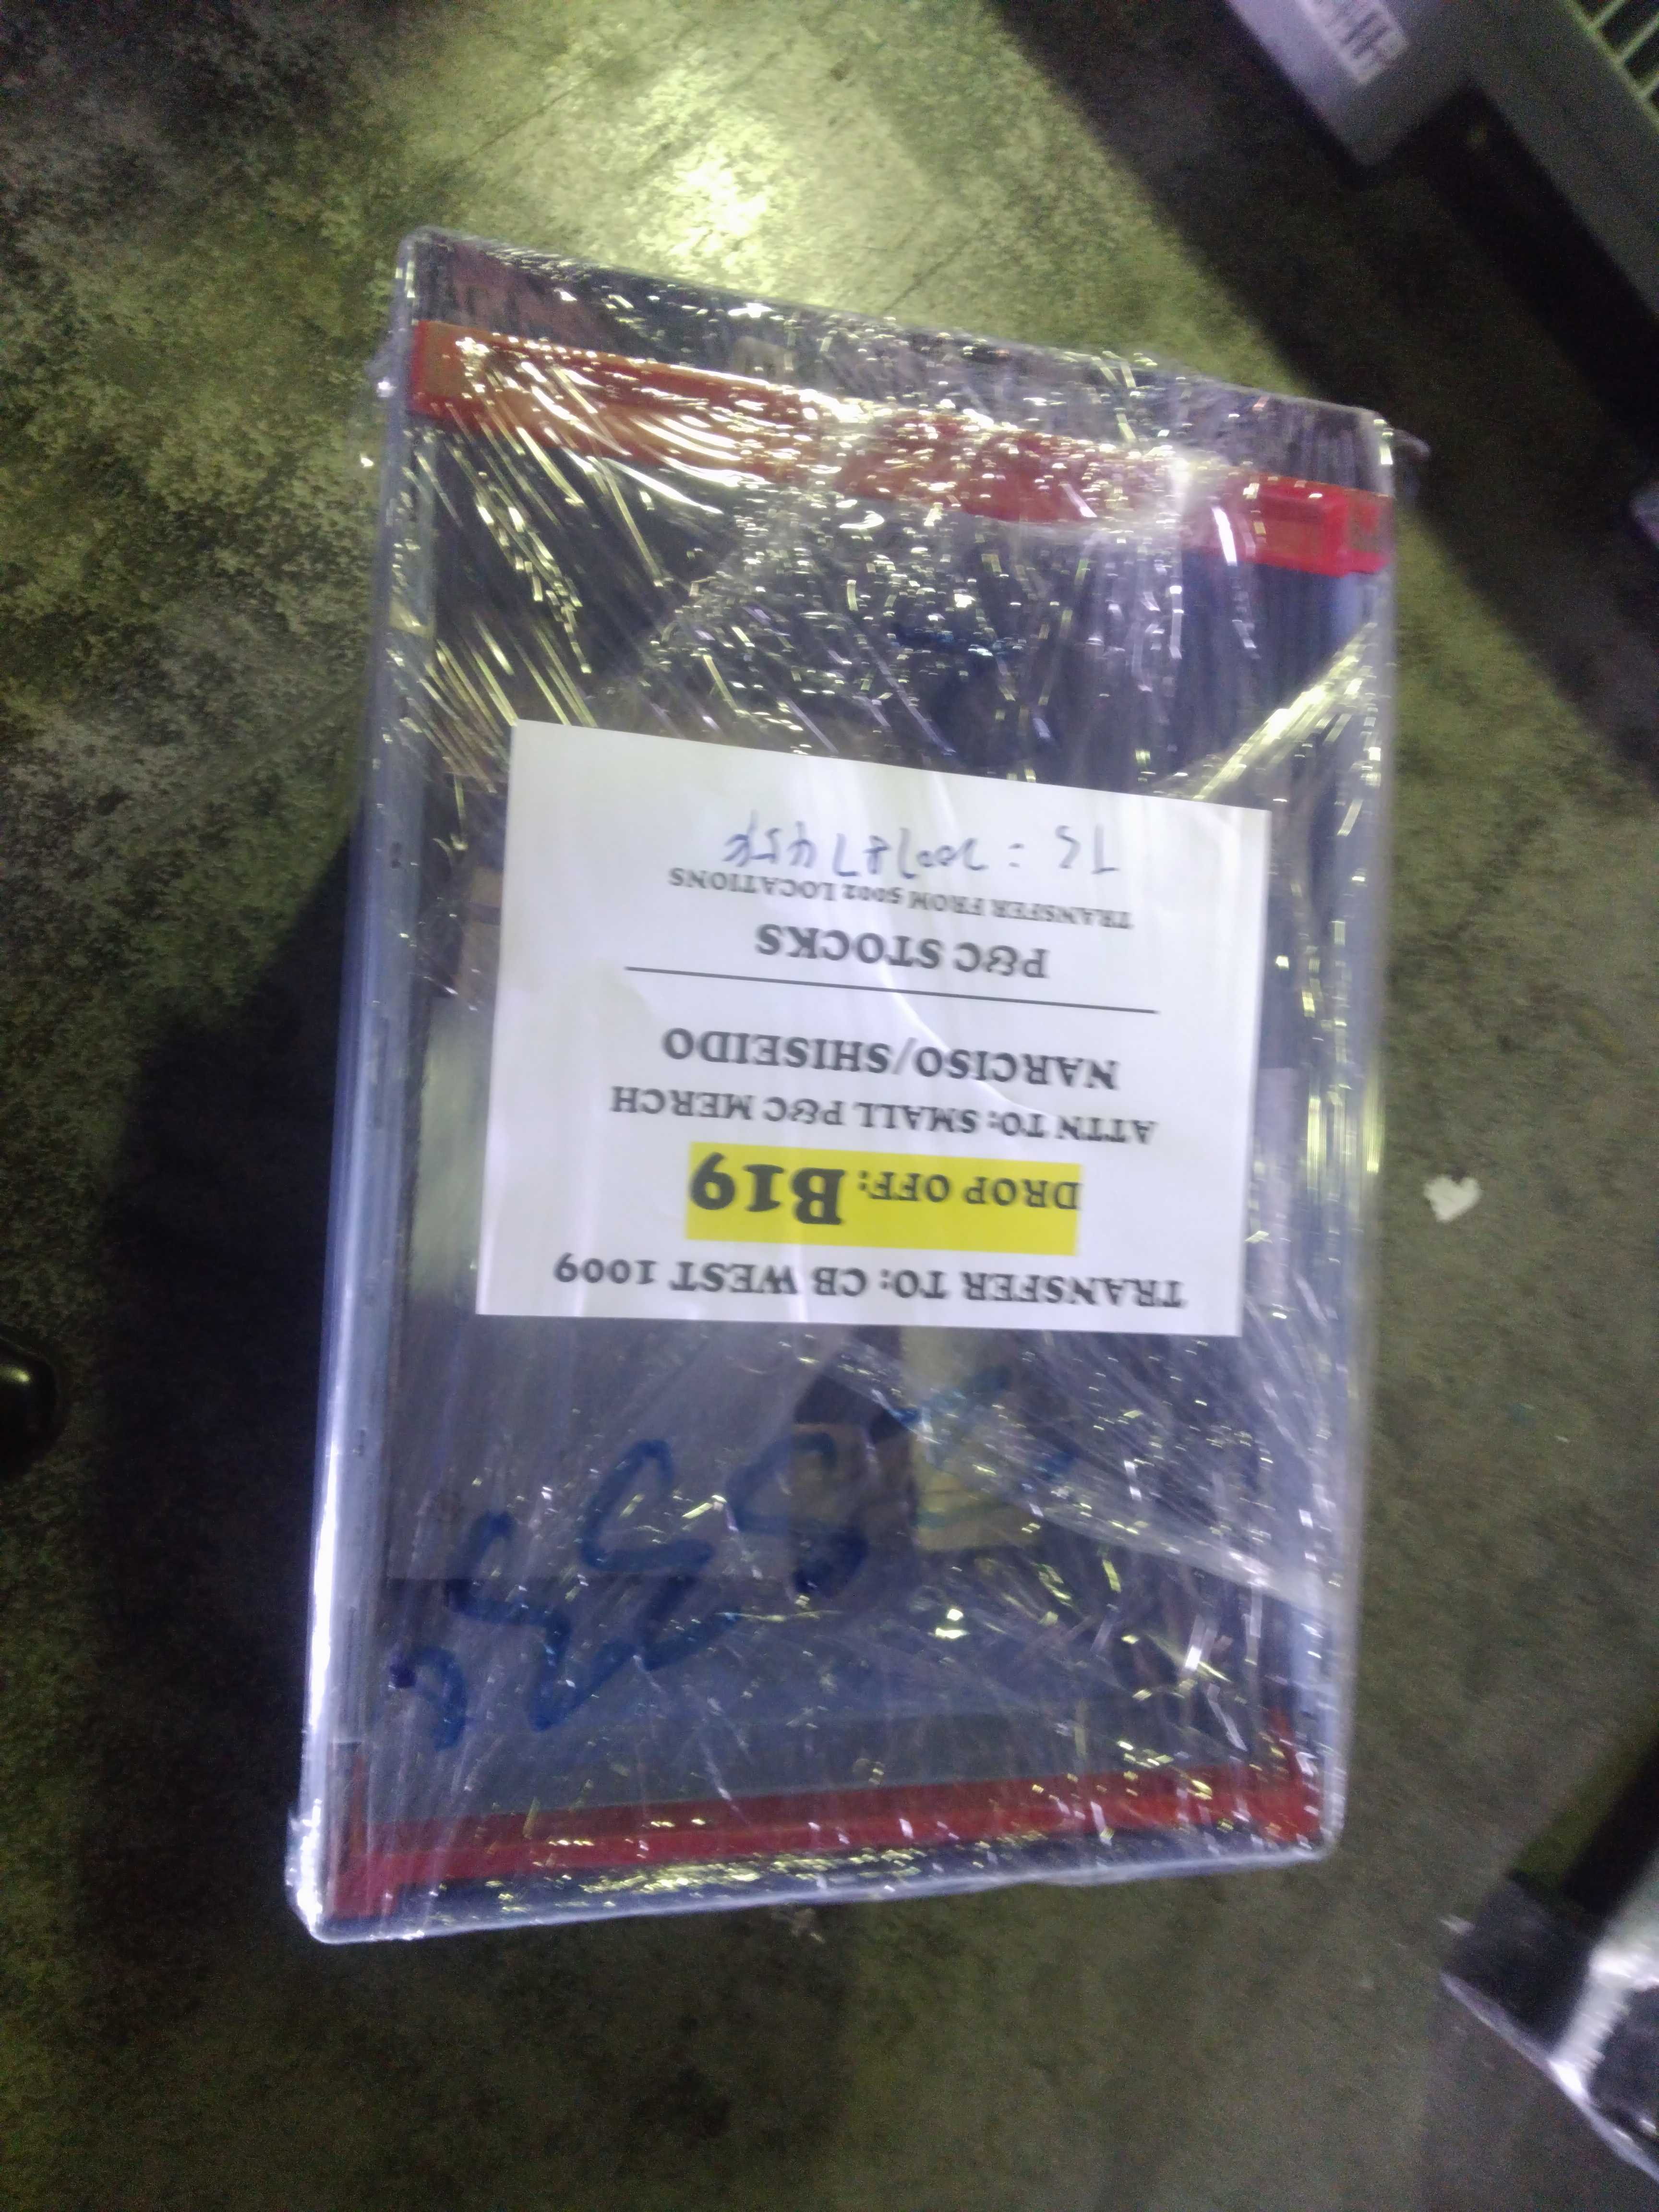 TRANSFER TO: CB WEST 1009
DROP OFF: B19
ATTN TO: SMALL P&C MERCH
NARCISO/SHISEIDO
P&C STOCKS
TRANSFER FROM 5002 LOCATIONS
TS :